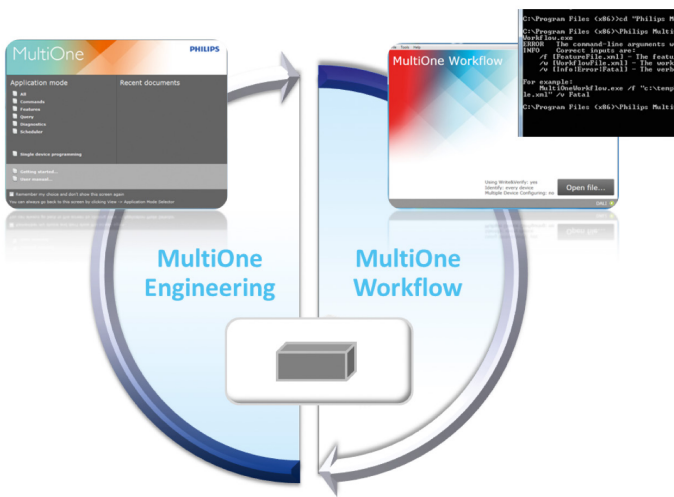 MultiOne
PHILIPS
Application mode
Recent documents
All
Commands
Features
Query
Diagnostics
Scheduler
Single device programming
Getting started...
User manual...
Remember my choice and don't show the screen again
You can always go back to the screen by clicking View -> Application Mode Selector
Tools Help
MultiOne Workflow
Using Write&Verify: yes
Identify: every device
Multiple Device Configuring: no
Open file...
DALI
C:\Program Files (x86)>cd "Philips M
C:\Program Files (x86)\Philips Multi
Workflow.exe
ERROR The command-line arguments w
INFO Correct inputs are:
/f [FeatureFile.xml] - The featu
/w [WorkflowFile.xml] - The work
/v [Info|Error|Fatal] - The verb
For example:
MultiOneWorkflow.exe /f "c:\temp
le.xml" /v Fatal
C:\Program Files (x86)\Philips Multi
MultiOne
Engineering
MultiOne
Workflow